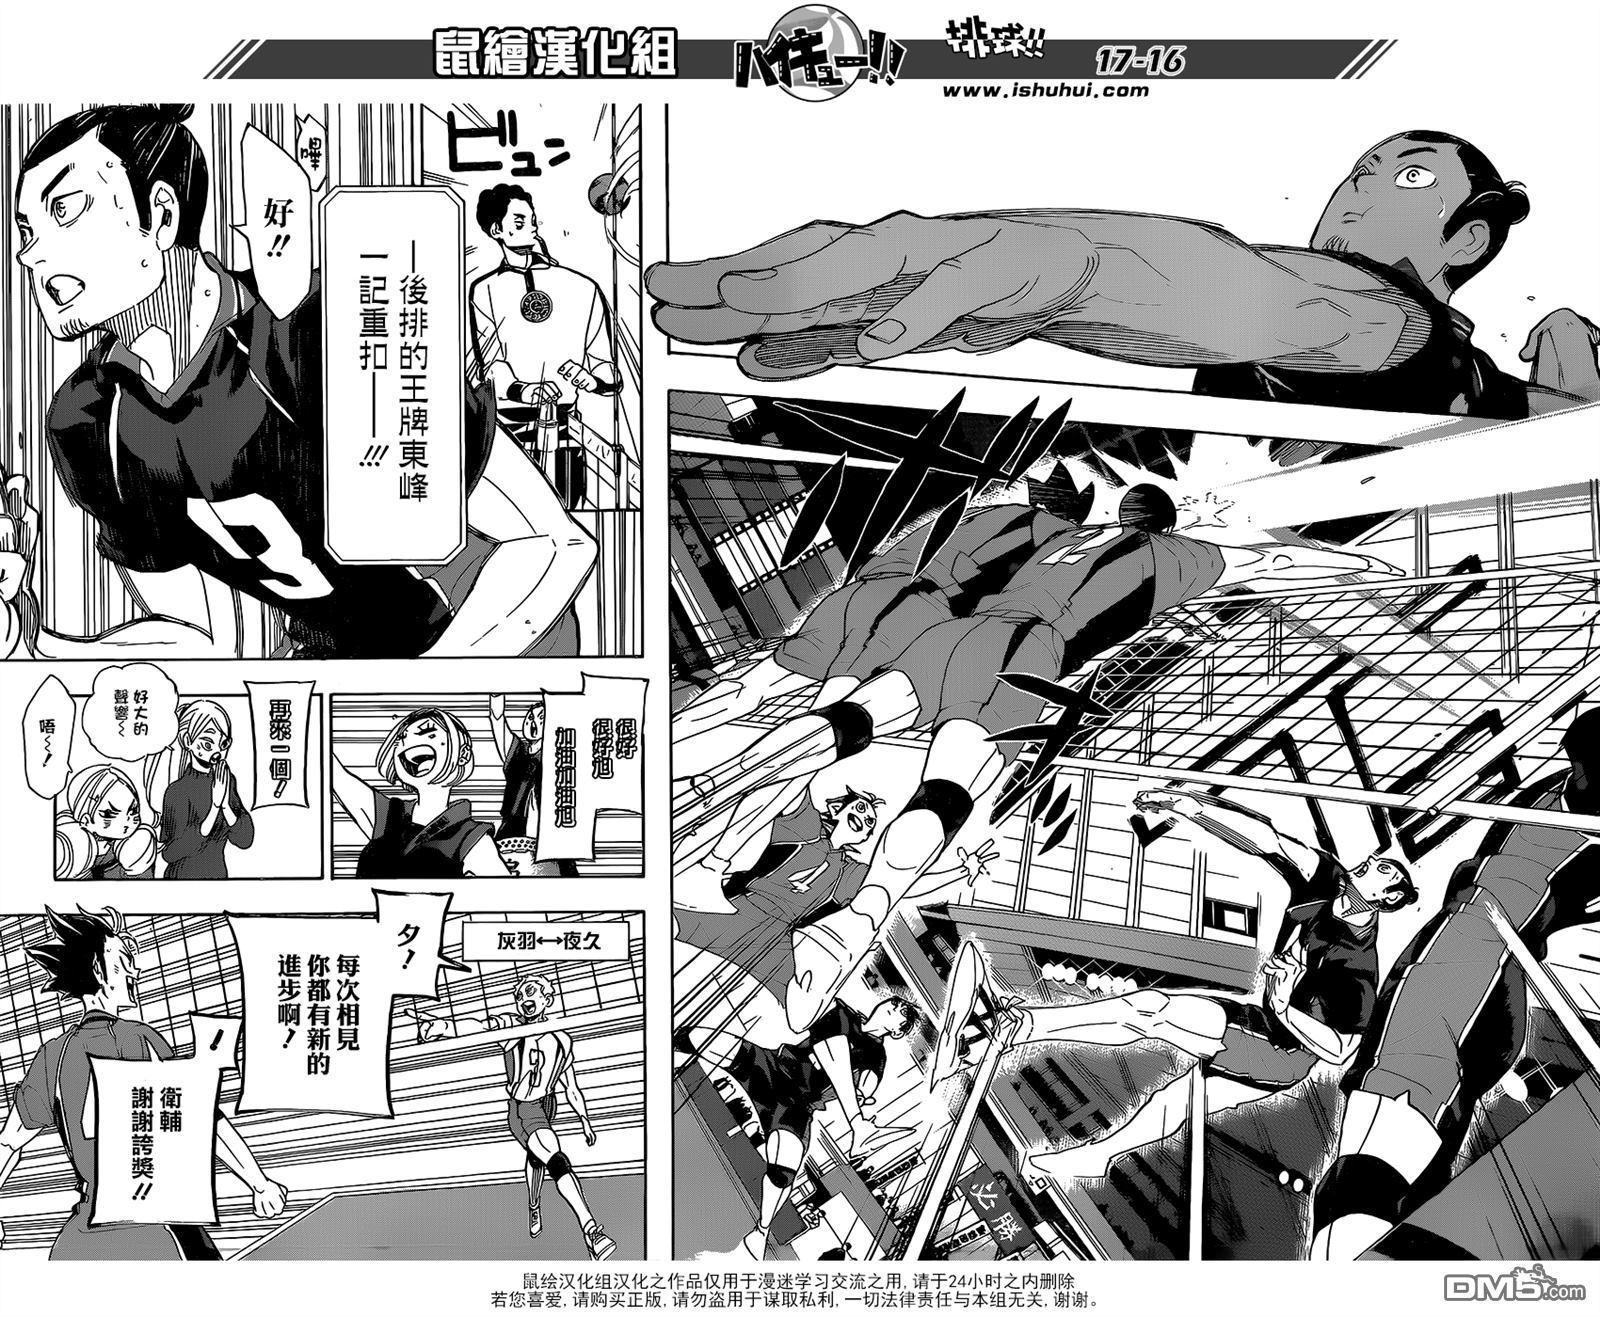 鼠繪漢化組
ハイキュー!!
排球!!
17-16
www.ishuhui.com
必勝
ビュン
嗶
好!!
—後排的王牌東峰
一記重扣——!!!
很好
很好旭
加油加油旭
再來一個!
好大的
聲響~
唔~!
灰羽↔夜久
夕!
每次相見
你都有新的
進步啊!
!
衛輔
謝謝誇獎!!
鼠绘汉化组汉化之作品仅用于漫迷学习交流之用,请于24小时之内删除
若您喜爱,请购买正版,请勿盗用于谋取私利,一切法律责任与本组无关,谢谢。
DM5.com